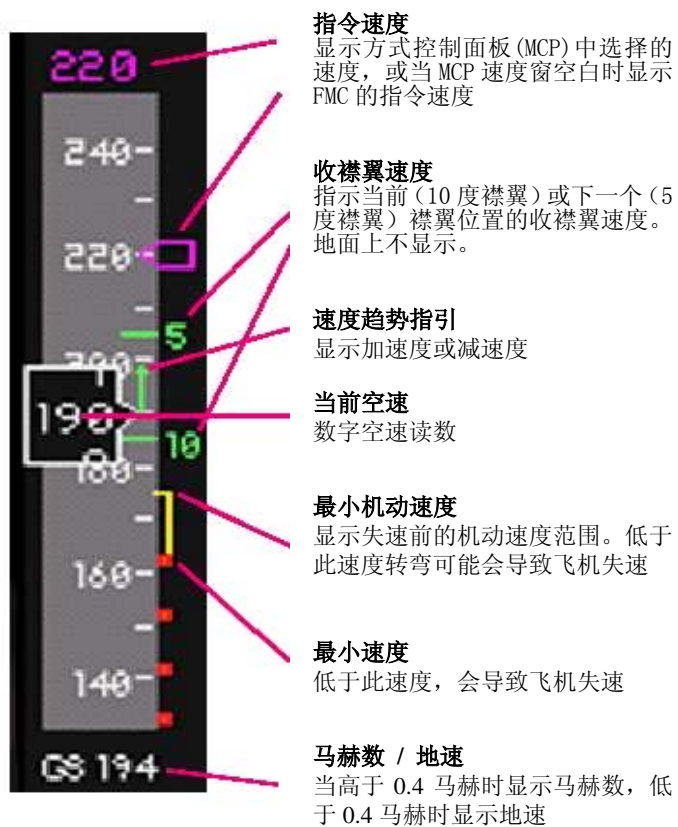 220
240
220
200
190
180
160
140
5
10
GS 194
指令速度
显示方式控制面板(MCP)中选择的
速度，或当 MCP 速度窗空白时显示
FMC 的指令速度
收襟翼速度
指示当前（10 度襟翼）或下一个（5
度襟翼）襟翼位置的收襟翼速度。
地面上不显示。
速度趋势指引
显示加速度或减速度
当前空速
数字空速读数
最小机动速度
显示失速前的机动速度范围。低于
此速度转弯可能会导致飞机失速
最小速度
低于此速度，会导致飞机失速
马赫数 / 地速
当高于 0.4 马赫时显示马赫数，低
于 0.4 马赫时显示地速